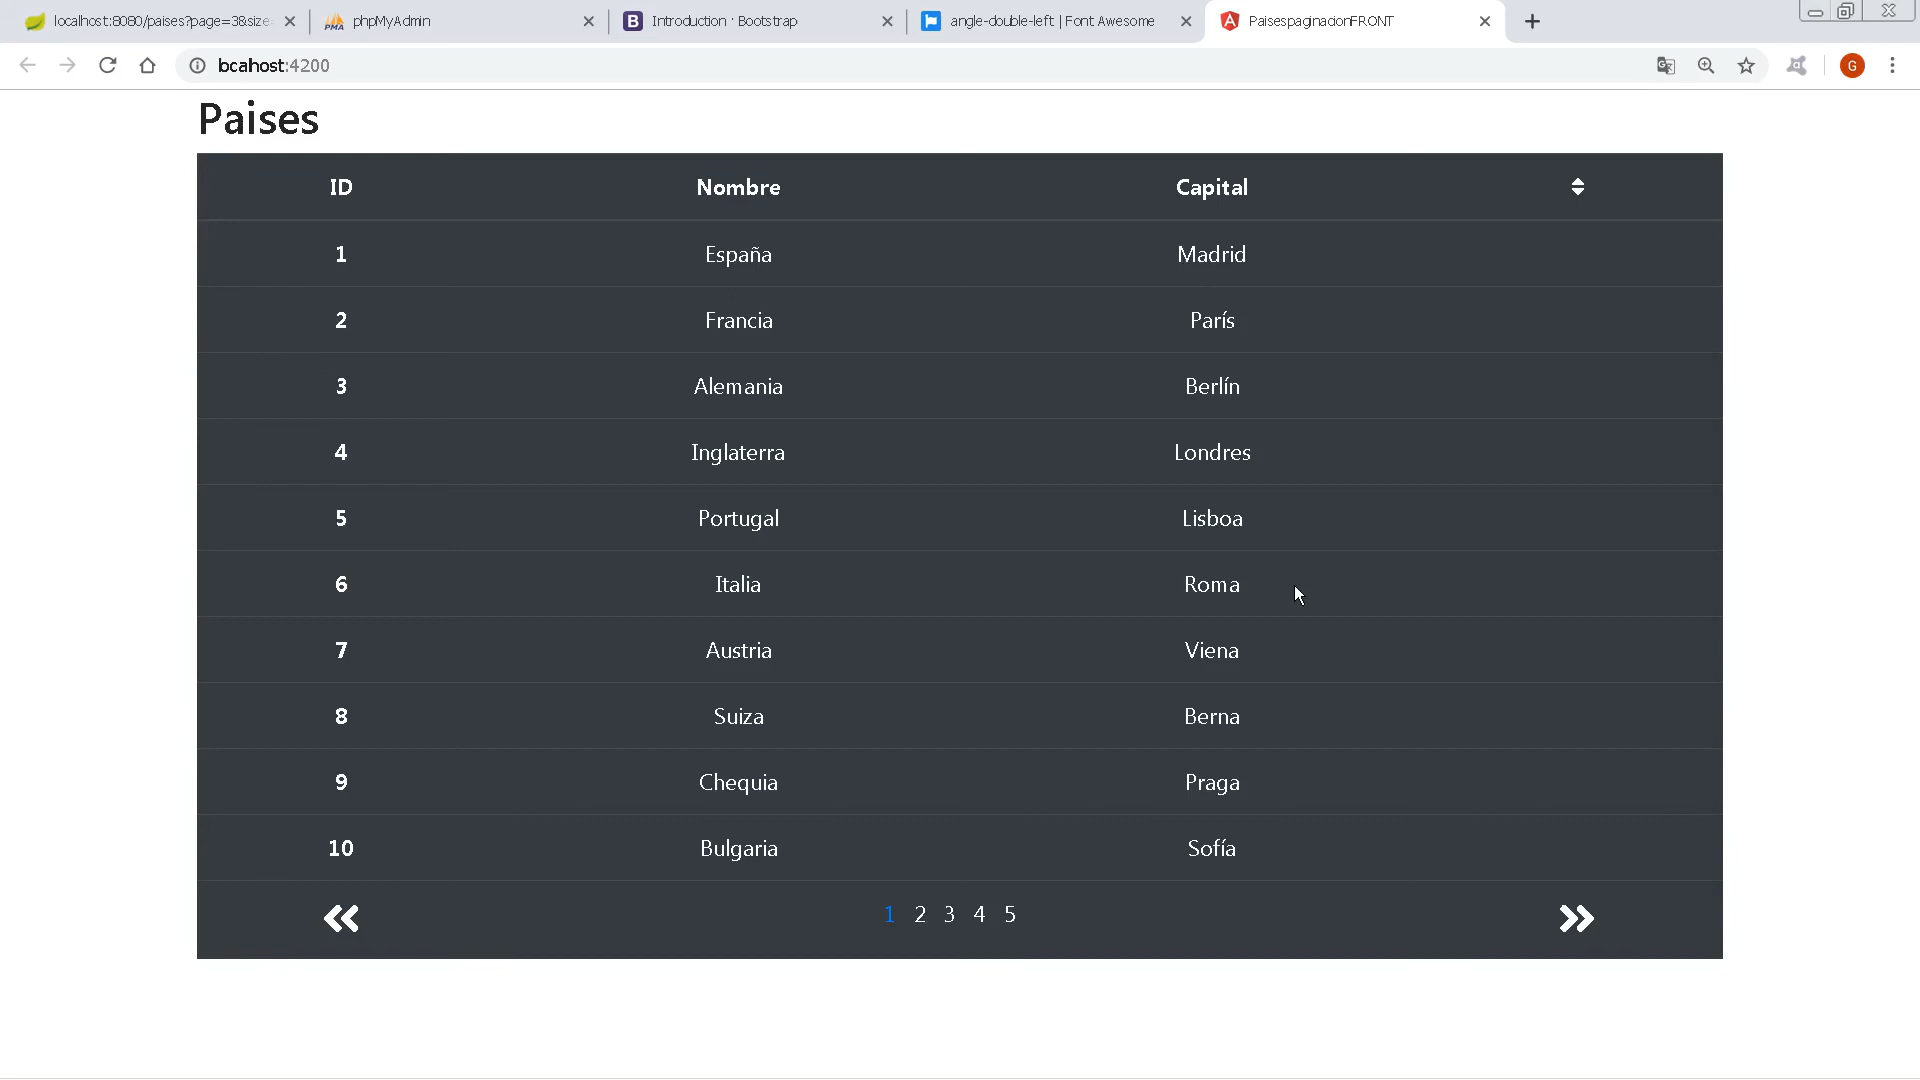 localhost:8080/paises?page=3&size=
phpMyAdmin
Introduction · Bootstrap
angle-double-left | Font Awesome
PaisespaginacionFRONT
localhost:4200
G
Paises
ID Nombre Capital
1 España Madrid
2 Francia París
3 Alemania Berlín
4 Inglaterra Londres
5 Portugal Lisboa
6 Italia Roma
7 Austria Viena
8 Suiza Berna
9 Chequia Praga
10 Bulgaria Sofía
1 2 3 4 5